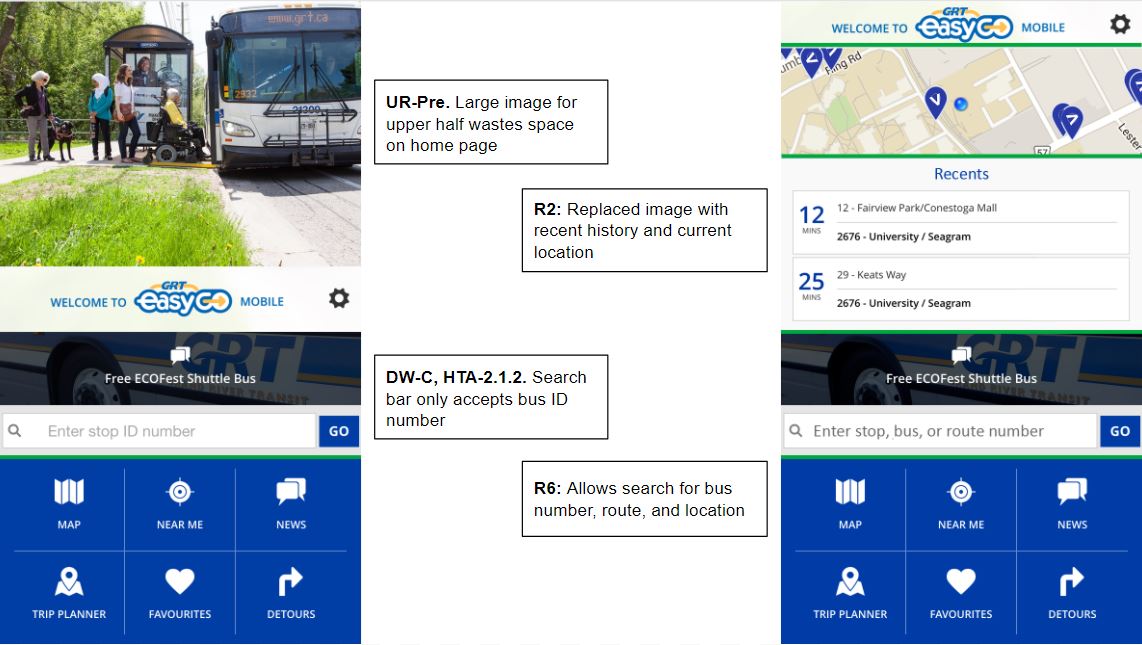 www.grt.ca
2932
21309
WELCOME TO GRT easyGO MOBILE
GRT
Free ECOFest Shuttle Bus
Enter stop ID number
GO
MAP
NEAR ME
NEWS
TRIP PLANNER
FAVOURITES
DETOURS
UR-Pre. Large image for
upper half wastes space
on home page
R2: Replaced image with
recent history and current
location
DW-C, HTA-2.1.2. Search
bar only accepts bus ID
number
R6: Allows search for bus
number, route, and location
WELCOME TO GRT easyGO MOBILE
Rd
Lester
57
Recents
12
MINS
12 - Fairview Park/Conestoga Mall
2676 - University / Seagram
25
MINS
29 - Keats Way
2676 - University / Seagram
GRT
Free ECOFest Shuttle Bus
TRANSIT
Enter stop, bus, or route number
GO
MAP
NEAR ME
NEWS
TRIP PLANNER
FAVOURITES
DETOURS